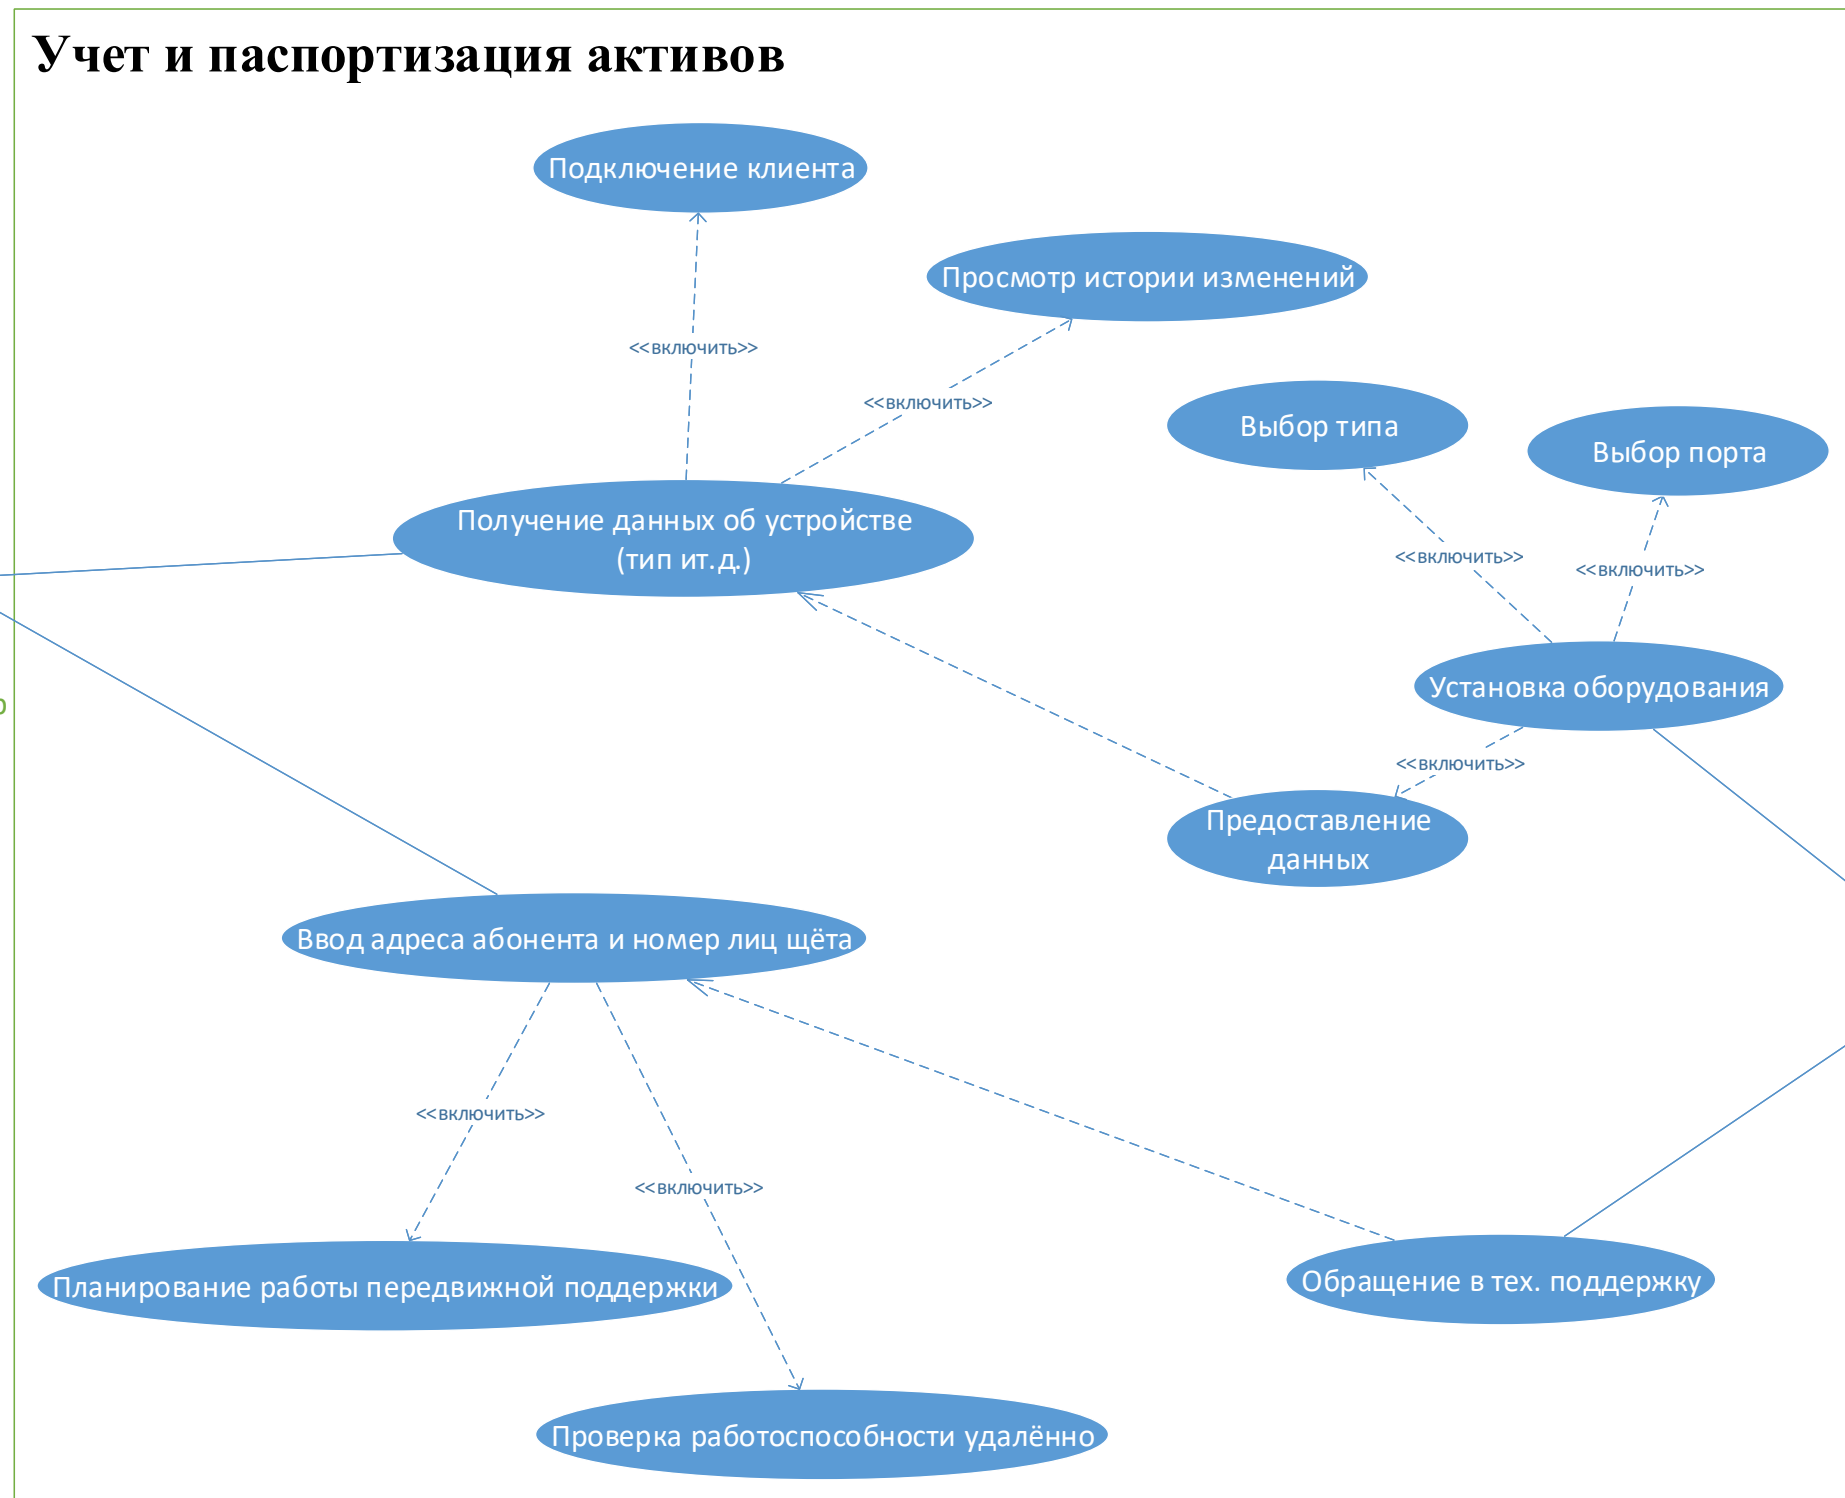 Учет и паспортизация активов
Подключение клиента
Просмотр истории изменений
<<включить>>
<<включить>>
Выбор типа
Выбор порта
Получение данных об устройстве
(тип ит.д.)
<<включить>>
<<включить>>
Установка оборудования
<<включить>>
Предоставление
данных
Ввод адреса абонента и номер лиц щёта
<<включить>>
<<включить>>
Планирование работы передвижной поддержки
Обращение в тех. поддержку
Проверка работоспособности удалённо